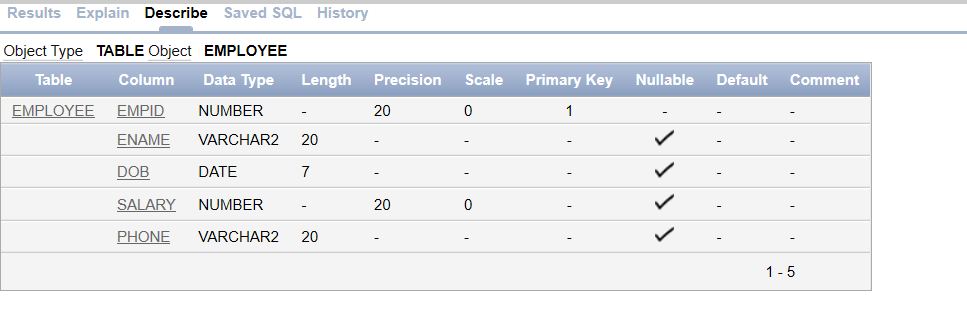 Results Explain Describe Saved SQL History
Object Type TABLE Object EMPLOYEE
Table Column Data Type Length Precision Scale Primary Key Nullable Default Comment
EMPLOYEE EMPID NUMBER - 20 0 1 - - -
ENAME VARCHAR2 20 - - - ✓ - -
DOB DATE 7 - - - ✓ - -
SALARY NUMBER - 20 0 - ✓ - -
PHONE VARCHAR2 20 - - - ✓ - -
1 - 5